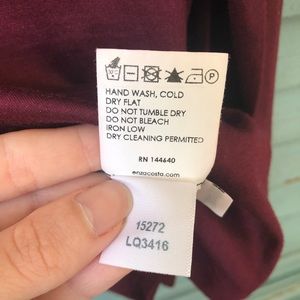 HAND WASH, COLD
DRY FLAT
DO NOT TUMBLE DRY
DO NOT BLEACH
IRON LOW
DRY CLEANING PERMITTED
RN 144640
enzacosta.com
15272
LQ3416